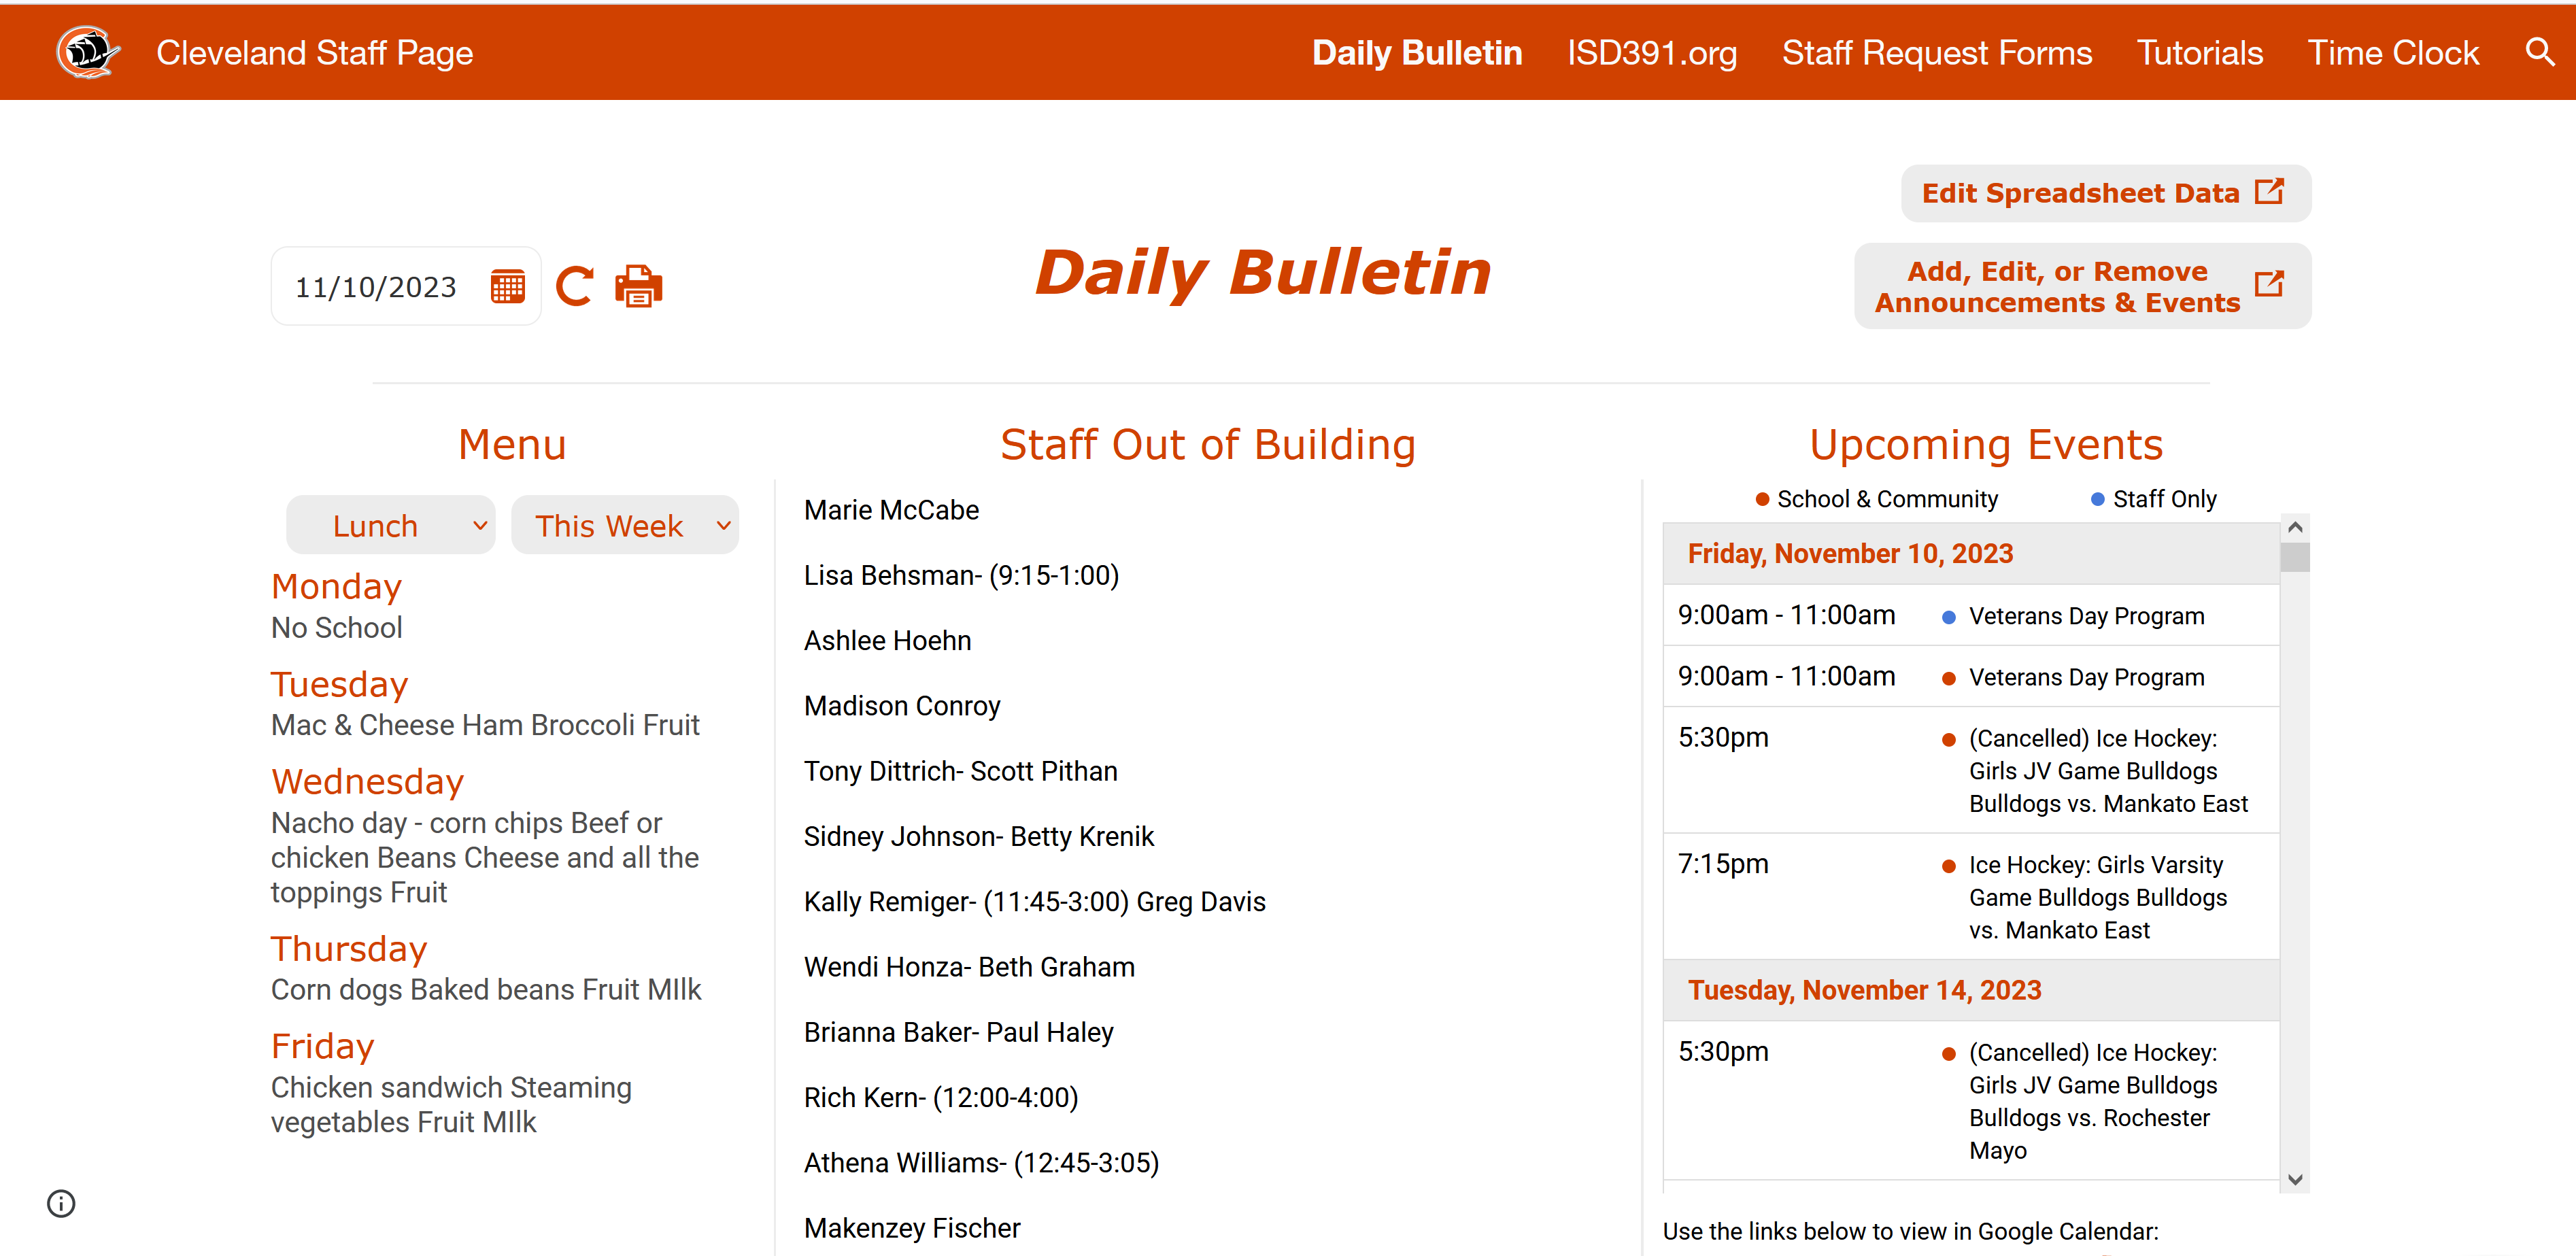 Cleveland Staff Page
Daily Bulletin
ISD391.org
Staff Request Forms
Tutorials
Time Clock
Edit Spreadsheet Data
11/10/2023
Daily Bulletin
Add, Edit, or Remove
Announcements & Events
Menu
Lunch
This Week
Monday
No School
Tuesday
Mac & Cheese Ham Broccoli Fruit
Wednesday
Nacho day - corn chips Beef or
chicken Beans Cheese and all the
toppings Fruit
Thursday
Corn dogs Baked beans Fruit MIlk
Friday
Chicken sandwich Steaming
vegetables Fruit MIlk
Staff Out of Building
Marie McCabe
Lisa Behsman- (9:15-1:00)
Ashlee Hoehn
Madison Conroy
Tony Dittrich- Scott Pithan
Sidney Johnson- Betty Krenik
Kally Remiger- (11:45-3:00) Greg Davis
Wendi Honza- Beth Graham
Brianna Baker- Paul Haley
Rich Kern- (12:00-4:00)
Athena Williams- (12:45-3:05)
Makenzey Fischer
Upcoming Events
School & Community
Staff Only
Friday, November 10, 2023
9:00am - 11:00am Veterans Day Program
9:00am - 11:00am Veterans Day Program
5:30pm (Cancelled) Ice Hockey:
Girls JV Game Bulldogs
Bulldogs vs. Mankato East
7:15pm Ice Hockey: Girls Varsity
Game Bulldogs Bulldogs
vs. Mankato East
Tuesday, November 14, 2023
5:30pm (Cancelled) Ice Hockey:
Girls JV Game Bulldogs
Bulldogs vs. Rochester
Mayo
Use the links below to view in Google Calendar: